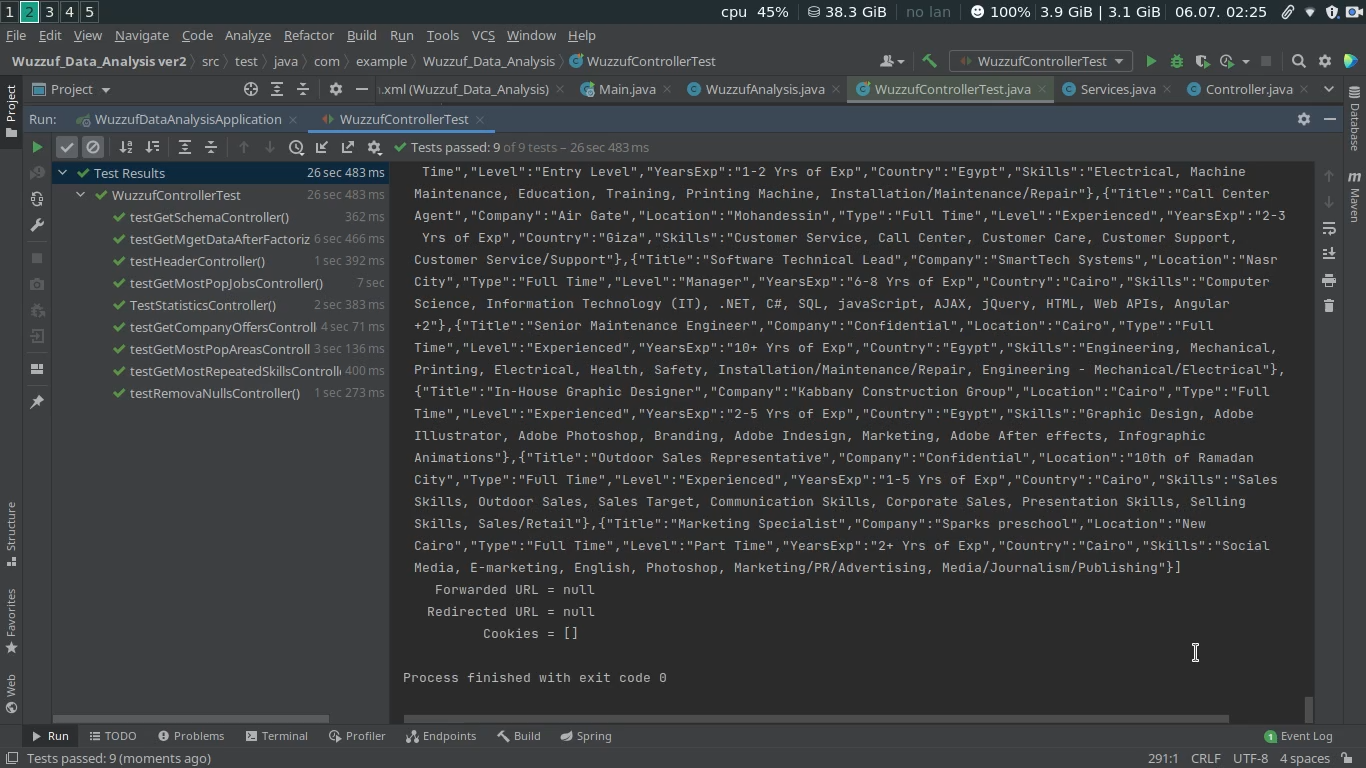 1 2 3 4 5 cpu 45% 38.3 GiB no lan 100% 3.9 GiB | 3.1 GiB 06.07. 02:25
File Edit View Navigate Code Analyze Refactor Build Run Tools VCS Window Help
Wuzzuf_Data_Analysis ver2 src test java com example Wuzzuf_Data_Analysis WuzzufControllerTest WuzzufControllerTest
Project Project .xml (Wuzzuf_Data_Analysis) Main.java WuzzufAnalysis.java WuzzufControllerTest.java Services.java Controller.java Database
Run: WuzzufDataAnalysisApplication WuzzufControllerTest
Tests passed: 9 of 9 tests – 26 sec 483 ms
Test Results 26 sec 483 ms
WuzzufControllerTest 26 sec 483 ms
testGetSchemaController() 362 ms
testGetMgetDataAfterFactoriz 6 sec 466 ms
testHeaderController() 1 sec 392 ms
testGetMostPopJobsController() 7 sec
TestStatisticsController() 2 sec 383 ms
testGetCompanyOffersControll 4 sec 71 ms
testGetMostPopAreasControll 3 sec 136 ms
testGetMostRepeatedSkillsControlle 400 ms
testRemovaNullsController() 1 sec 273 ms
Time","Level":"Entry Level","YearsExp":"1-2 Yrs of Exp","Country":"Egypt","Skills":"Electrical, Machine
Maintenance, Education, Training, Printing Machine, Installation/Maintenance/Repair"},{"Title":"Call Center
Agent","Company":"Air Gate","Location":"Mohandessin","Type":"Full Time","Level":"Experienced","YearsExp":"2-3
Yrs of Exp","Country":"Giza","Skills":"Customer Service, Call Center, Customer Care, Customer Support,
Customer Service/Support"},{"Title":"Software Technical Lead","Company":"SmartTech Systems","Location":"Nasr
City","Type":"Full Time","Level":"Manager","YearsExp":"6-8 Yrs of Exp","Country":"Cairo","Skills":"Computer
Science, Information Technology (IT), .NET, C#, SQL, javaScript, AJAX, jQuery, HTML, Web APIs, Angular
+2"},{"Title":"Senior Maintenance Engineer","Company":"Confidential","Location":"Cairo","Type":"Full
Time","Level":"Experienced","YearsExp":"10+ Yrs of Exp","Country":"Egypt","Skills":"Engineering, Mechanical,
Printing, Electrical, Health, Safety, Installation/Maintenance/Repair, Engineering - Mechanical/Electrical"},
{"Title":"In-House Graphic Designer","Company":"Kabbany Construction Group","Location":"Cairo","Type":"Full
Time","Level":"Experienced","YearsExp":"2-5 Yrs of Exp","Country":"Egypt","Skills":"Graphic Design, Adobe
Illustrator, Adobe Photoshop, Branding, Adobe Indesign, Marketing, Adobe After effects, Infographic
Animations"},{"Title":"Outdoor Sales Representative","Company":"Confidential","Location":"10th of Ramadan
City","Type":"Full Time","Level":"Experienced","YearsExp":"1-5 Yrs of Exp","Country":"Cairo","Skills":"Sales
Skills, Outdoor Sales, Sales Target, Communication Skills, Corporate Sales, Presentation Skills, Selling
Skills, Sales/Retail"},{"Title":"Marketing Specialist","Company":"Sparks preschool","Location":"New
Cairo","Type":"Full Time","Level":"Part Time","YearsExp":"2+ Yrs of Exp","Country":"Cairo","Skills":"Social
Media, E-marketing, English, Photoshop, Marketing/PR/Advertising, Media/Journalism/Publishing"}]
Forwarded URL = null
Redirected URL = null
Cookies = []
Process finished with exit code 0
Maven
Structure
Favorites
Web
Run TODO Problems Terminal Profiler Endpoints Build Spring 1 Event Log
Tests passed: 9 (moments ago) 291:1 CRLF UTF-8 4 spaces